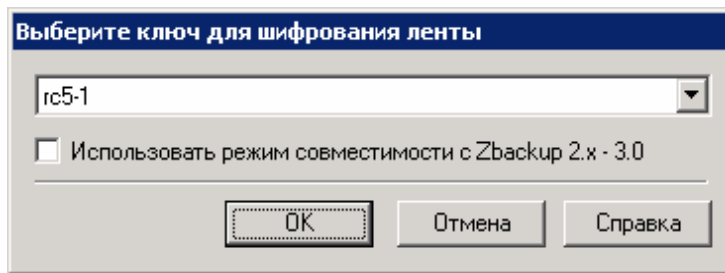 Выберите ключ для шифрования ленты
rc5-1
Использовать режим совместимости с Zbackup 2.x - 3.0
OK Отмена Справка